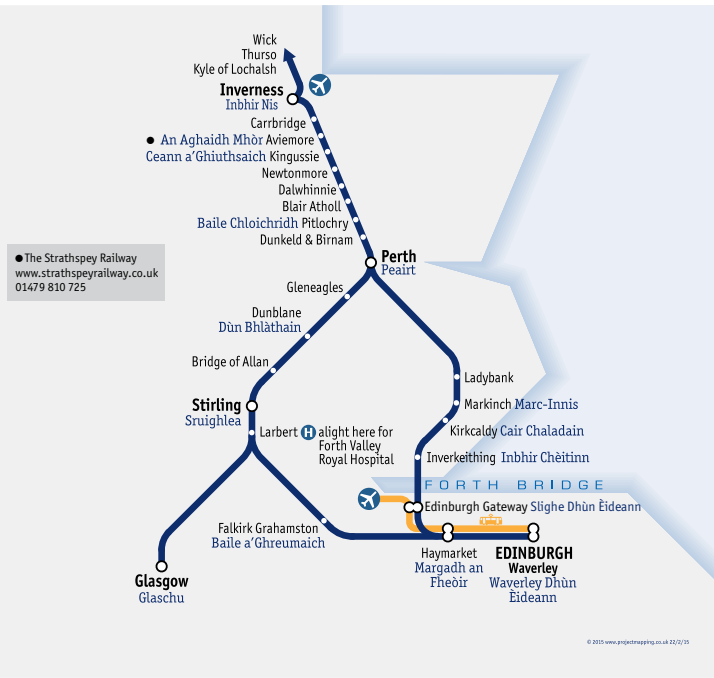 Wick
Thurso
Kyle of Lochalsh
Inverness
Inbhir Nis
Carrbridge
An Aghaidh Mhòr Aviemore
Ceann a'Ghiuthsaich Kingussie
Newtonmore
Dalwhinnie
Blair Atholl
Baile Chloichridh Pitlochry
Dunkeld & Birnam
Perth
Peairt
The Strathspey Railway
www.strathspeyrailway.co.uk
01479 810 725
Gleneagles
Dunblane
Dùn Bhlàthain
Bridge of Allan
Ladybank
Stirling
Sruighlea
Markinch Marc-Innis
Larbert H alight here for
Forth Valley
Royal Hospital
Kirkcaldy Cair Chaladain
Inverkeithing Inbhir Chèitinn
FORTH BRIDGE
Edinburgh Gateway Slighe Dhùn Èideann
Falkirk Grahamston
Baile a'Ghreumaich
Haymarket
Margadh an
Fheòir
EDINBURGH
Waverley
Waverley Dhùn
Èideann
Glasgow
Glaschu
© 2015 www.projectmapping.co.uk 22/2/15